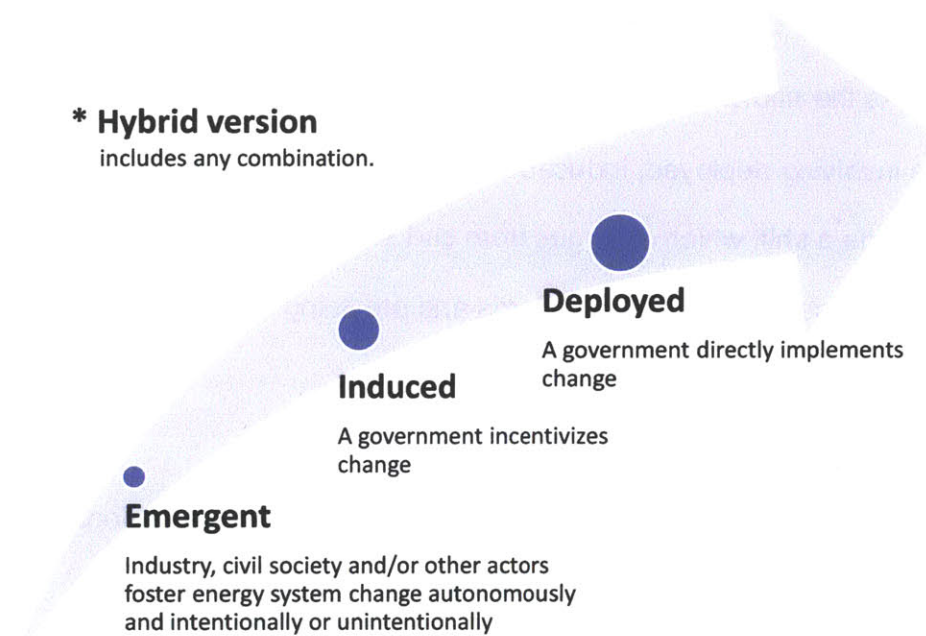 * Hybrid version
includes any combination.
Deployed
A government directly implements
change
Induced
A government incentivizes
change
Emergent
Industry, civil society and/or other actors
foster energy system change autonomously
and intentionally or unintentionally